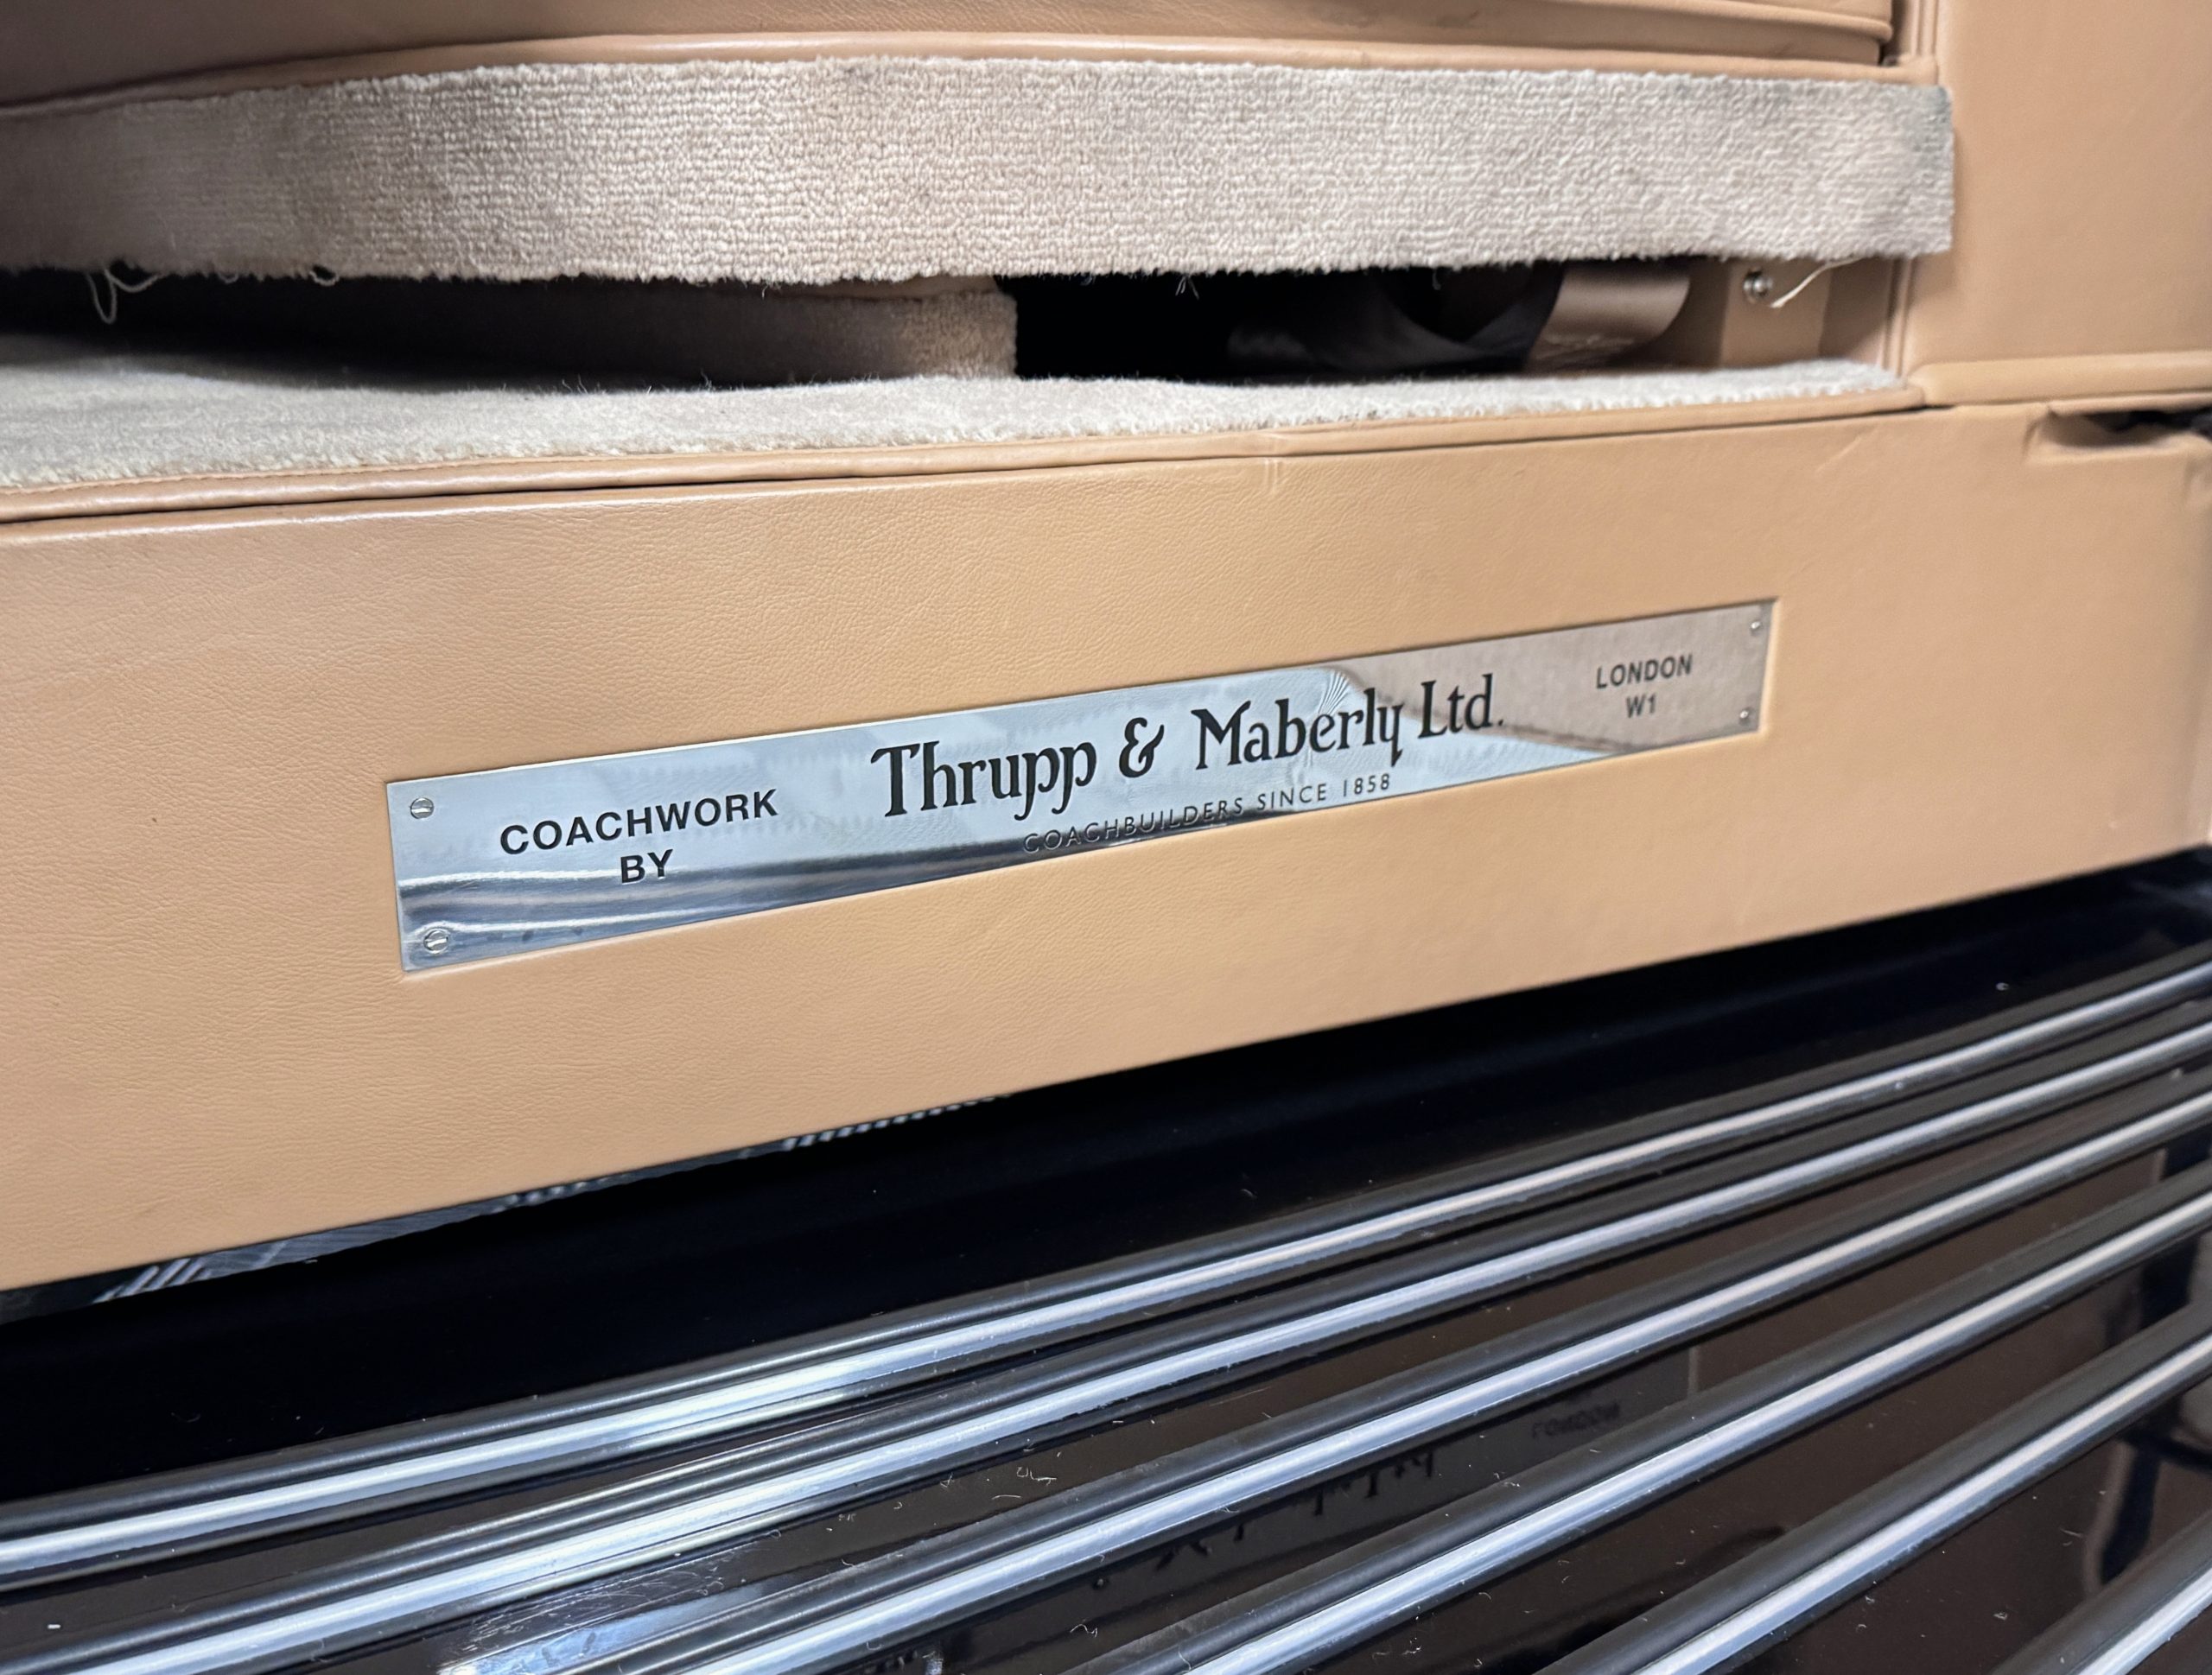 COACHWORK
BY
Thrupp & Maberly Ltd.
COACHBUILDERS SINCE 1858
LONDON
W1